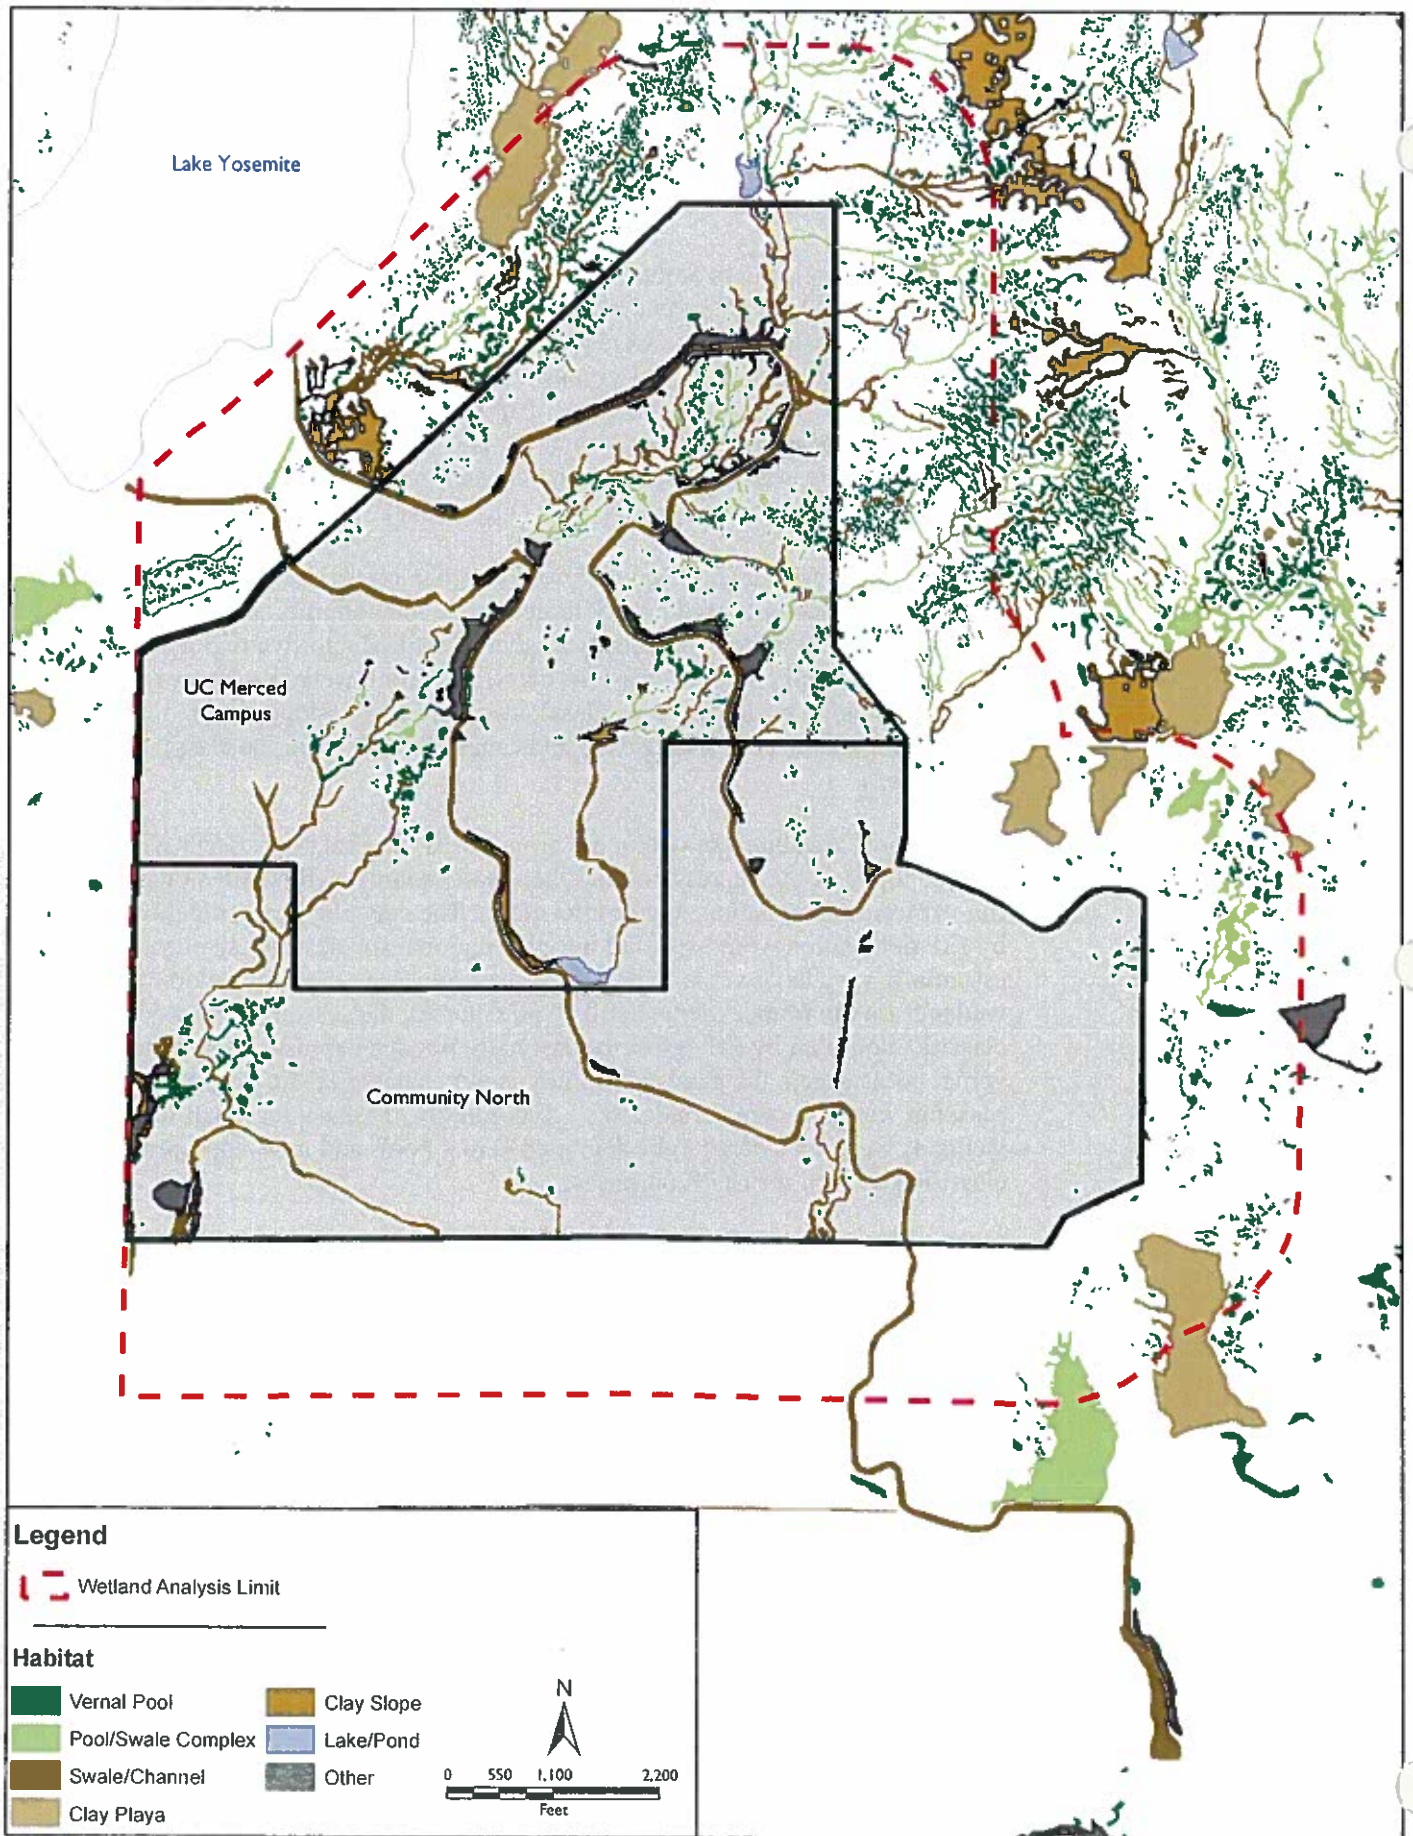 Lake Yosemite
UC Merced
Campus
Community North
Legend
Wetland Analysis Limit
Habitat
Vernal Pool
Pool/Swale Complex
Swale/Channel
Clay Playa
Clay Slope
Lake/Pond
Other
N
0 550 1,100 2,200
Feet